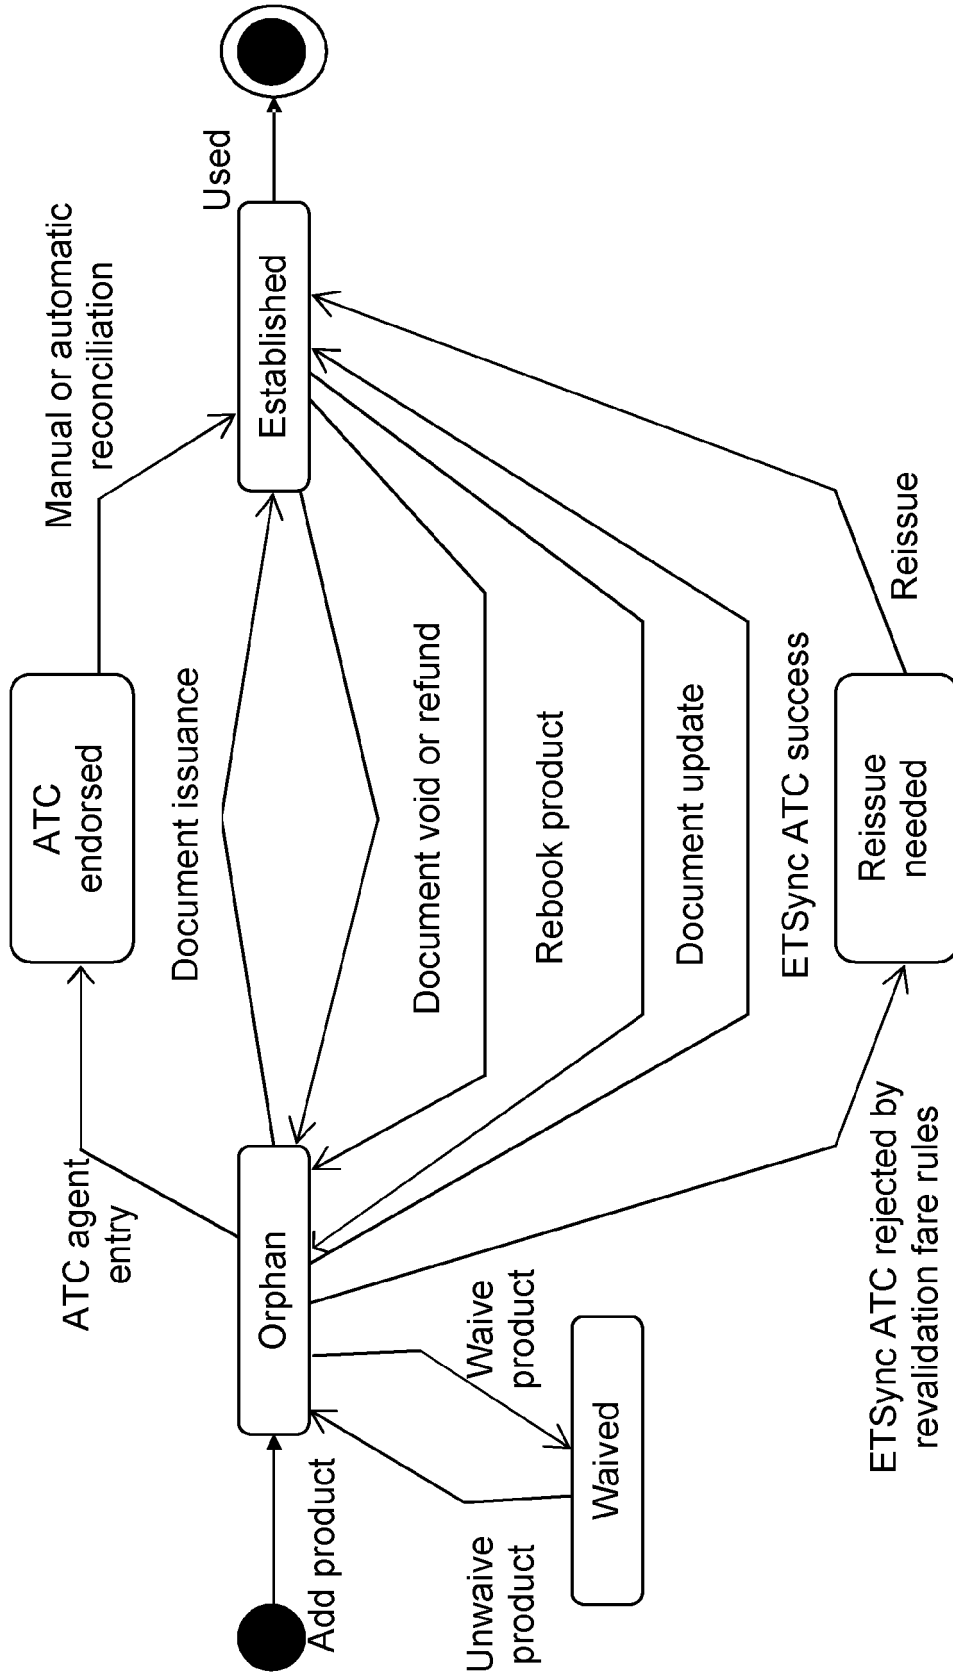 ATC agent
entry
ATC
endorsed
Manual or automatic
reconciliation
Add product
Orphan
Document issuance
Document void or refund
Established
Used
Rebook product
Document update
ETSync ATC success
Unwaive
product
Waive
product
Waived
ETSync ATC rejected by
revalidation fare rules
Reissue
needed
Reissue